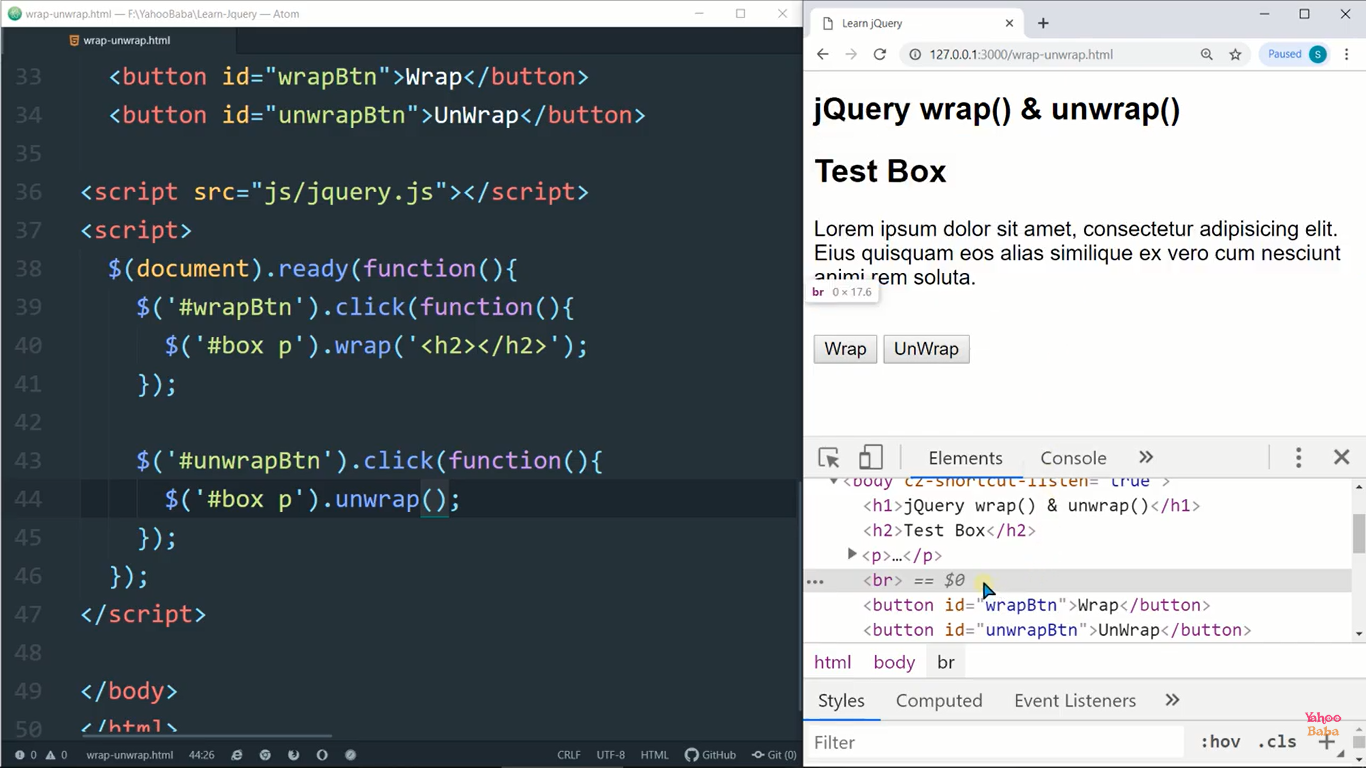 wrap-unwrap.html — F:\YahooBaba\Learn-Jquery — Atom
wrap-unwrap.html
33 <button id="wrapBtn">Wrap</button>
34 <button id="unwrapBtn">UnWrap</button>
35
36 <script src="js/jquery.js"></script>
37 <script>
38 $(document).ready(function(){
39 $('#wrapBtn').click(function(){
40 $('#box p').wrap('<h2></h2>');
41 });
42
43 $('#unwrapBtn').click(function(){
44 $('#box p').unwrap();
45 });
46 });
47 </script>
48
49 </body>
50 </html>
0 0 wrap-unwrap.html 44:26 CRLF UTF-8 HTML GitHub Git (0)
Learn jQuery
127.0.0.1:3000/wrap-unwrap.html Paused S
jQuery wrap() & unwrap()
Test Box
Lorem ipsum dolor sit amet, consectetur adipisicing elit.
Eius quisquam eos alias similique ex vero cum nesciunt
animi rem soluta.
br 0 × 17.6
Wrap UnWrap
Elements Console
<body cz-shortcut-listen="true">
<h1>jQuery wrap() & unwrap()</h1>
<h2>Test Box</h2>
<p>…</p>
<br> == $0
<button id="wrapBtn">Wrap</button>
<button id="unwrapBtn">UnWrap</button>
html body br
Styles Computed Event Listeners
Filter :hov .cls
Yahoo
Baba